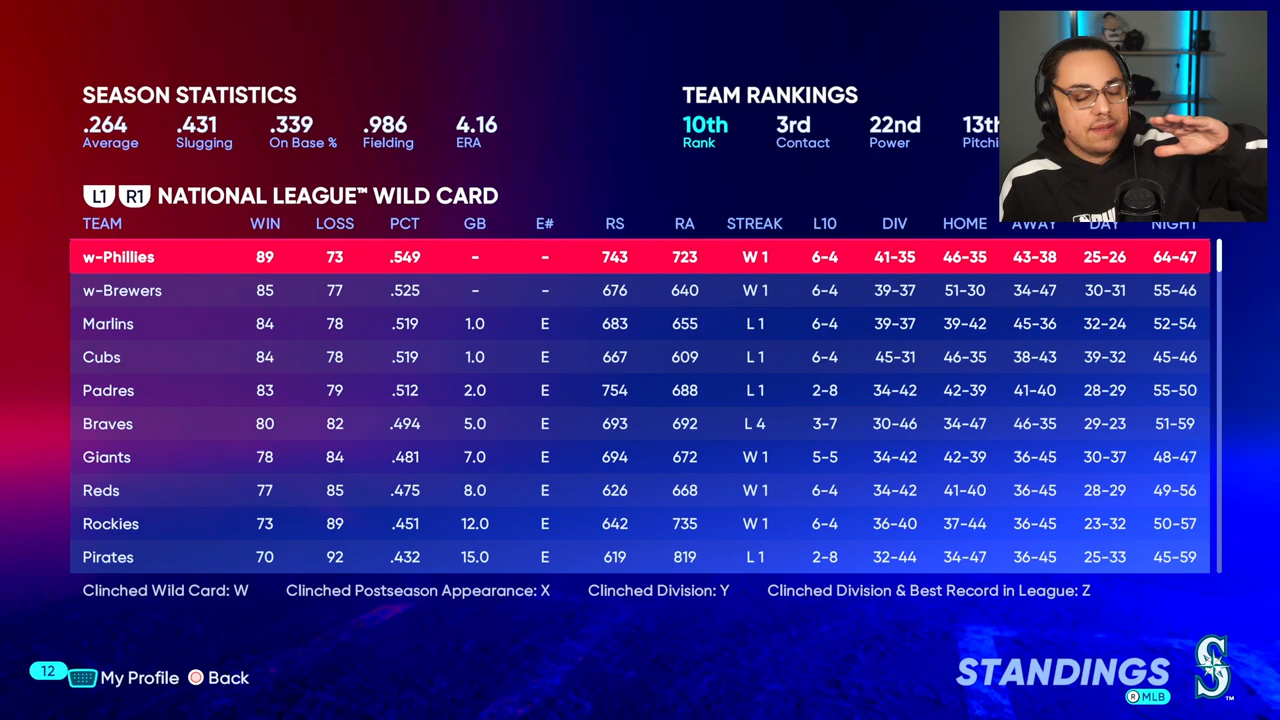 SEASON STATISTICS
.264 .431 .339 .986 4.16
Average Slugging On Base % Fielding ERA
TEAM RANKINGS
10th 3rd 22nd 13th
Rank Contact Power
L1 R1 NATIONAL LEAGUE™ WILD CARD
TEAM WIN LOSS PCT GB E# RS RA STREAK L10 DIV HOME AWAY DAY NIGHT
w-Phillies 89 73 .549 - - 743 723 W 1 6-4 41-35 46-35 43-38 25-26 64-47
w-Brewers 85 77 .525 - - 676 640 W 1 6-4 39-37 51-30 34-47 30-31 55-46
Marlins 84 78 .519 1.0 E 683 655 L 1 6-4 39-37 39-42 45-36 32-24 52-54
Cubs 84 78 .519 1.0 E 667 609 L 1 6-4 45-31 46-35 38-43 39-32 45-46
Padres 83 79 .512 2.0 E 754 688 L 1 2-8 34-42 42-39 41-40 28-29 55-50
Braves 80 82 .494 5.0 E 693 692 L 4 3-7 30-46 34-47 46-35 29-23 51-59
Giants 78 84 .481 7.0 E 694 672 W 1 5-5 34-42 42-39 36-45 30-37 48-47
Reds 77 85 .475 8.0 E 626 668 W 1 6-4 34-42 41-40 36-45 28-29 49-56
Rockies 73 89 .451 12.0 E 642 735 W 1 6-4 36-40 37-44 36-45 23-32 50-57
Pirates 70 92 .432 15.0 E 619 819 L 1 2-8 32-44 34-47 36-45 25-33 45-59
Clinched Wild Card: W Clinched Postseason Appearance: X Clinched Division: Y Clinched Division & Best Record in League: Z
12 My Profile Back
STANDINGS
R MLB
S ™